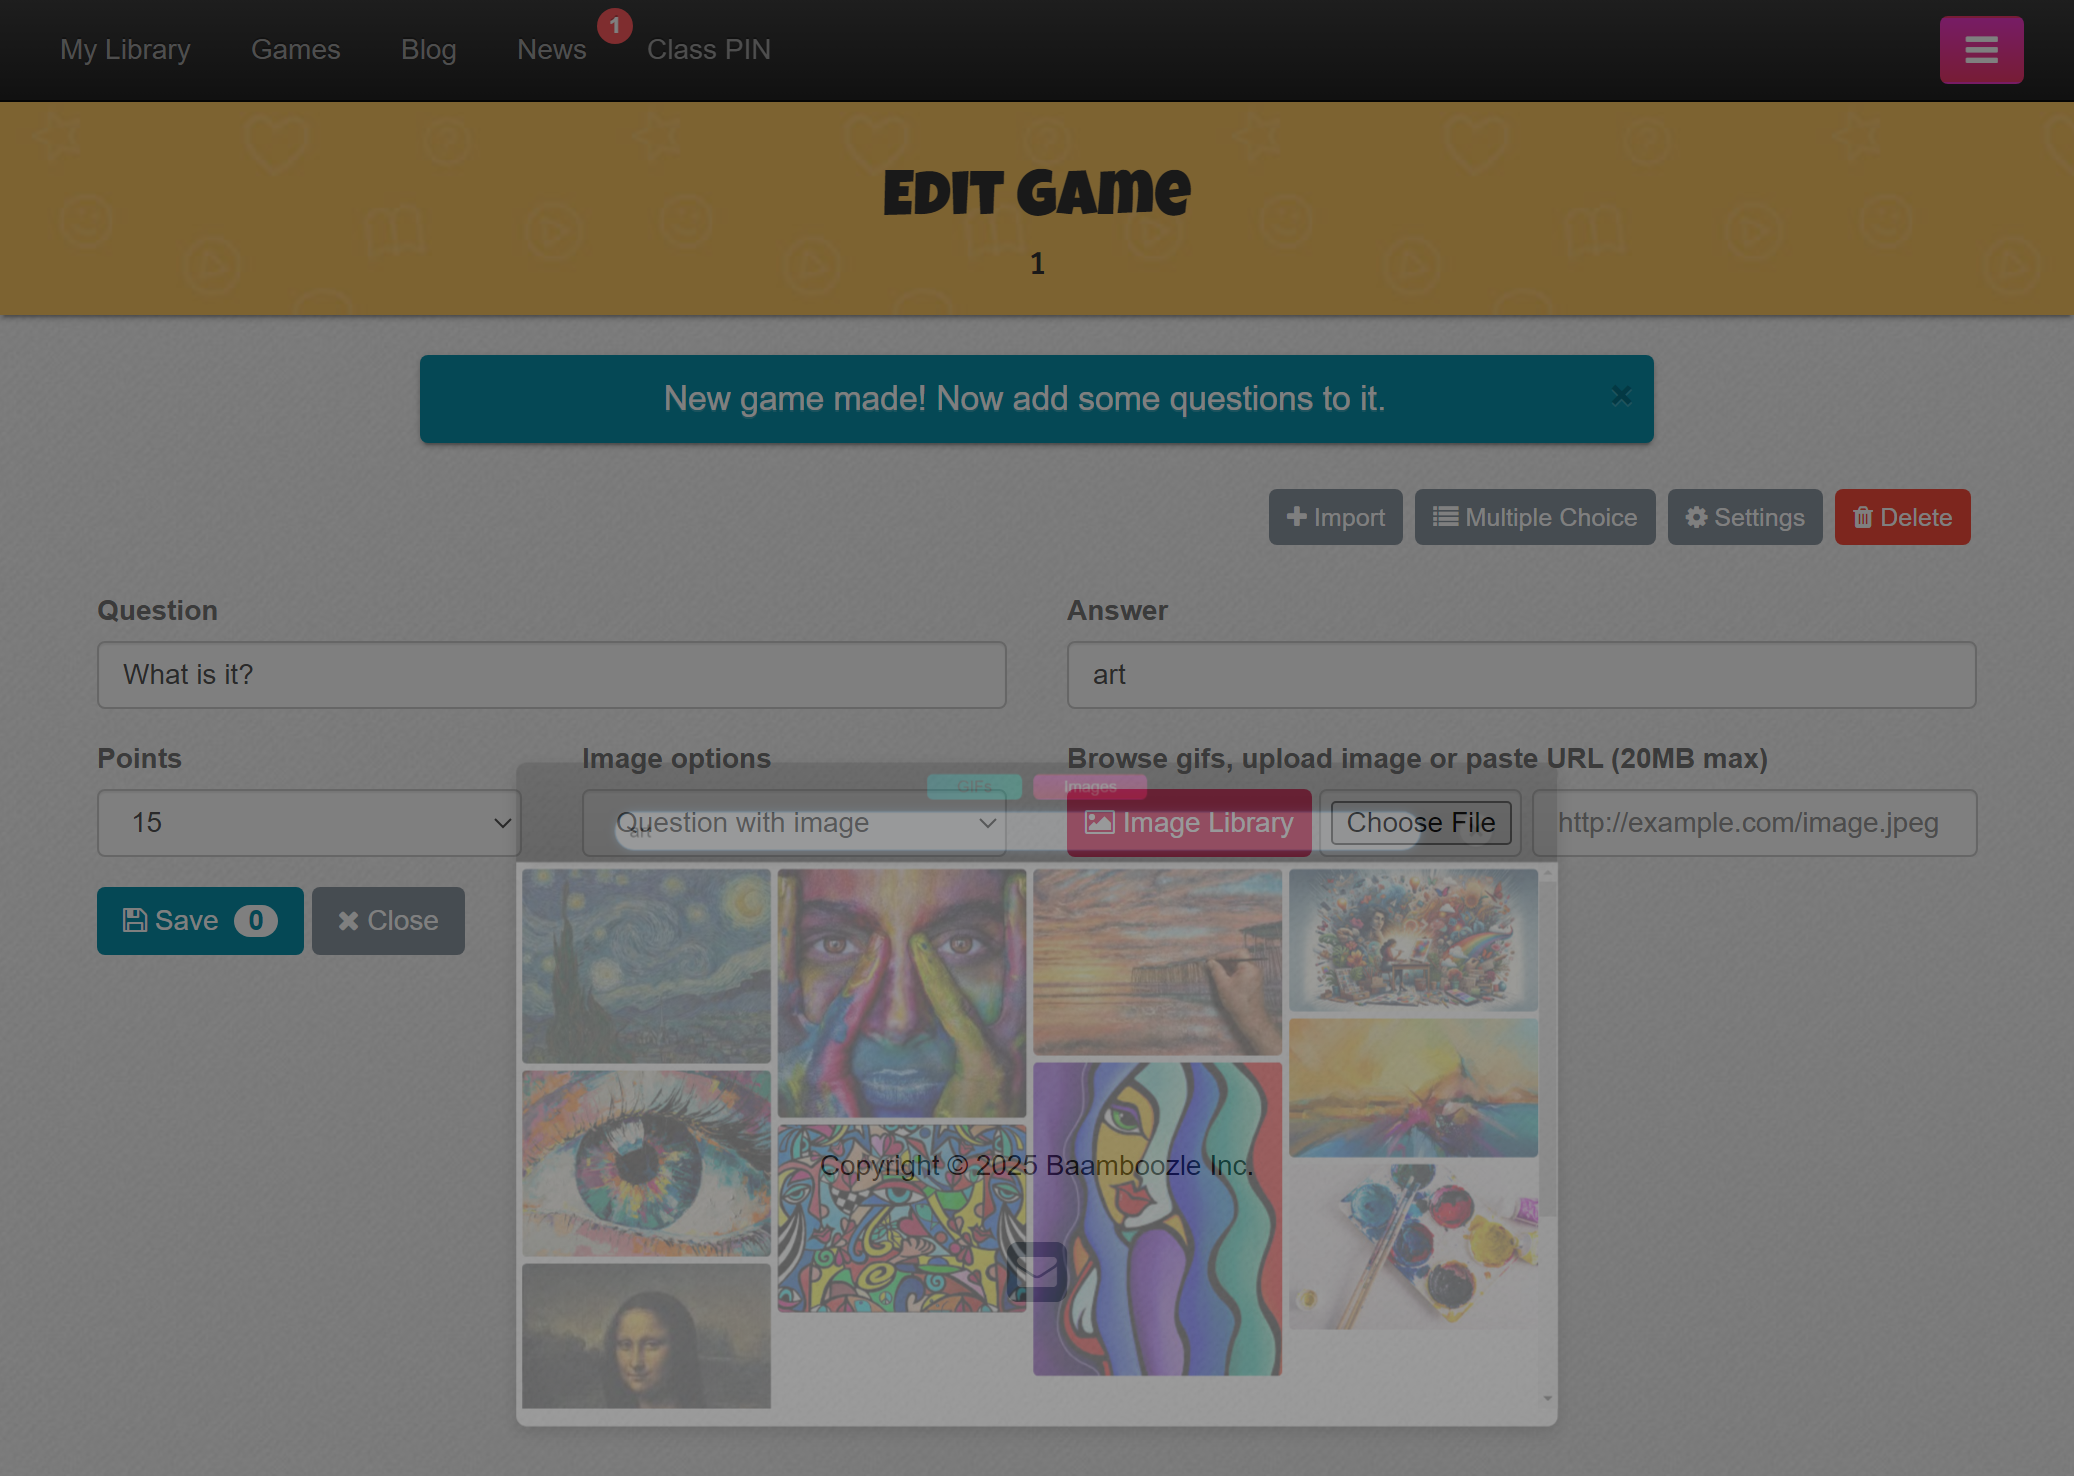 My Library Games Blog News 1 Class PIN
EDIT GAME
1
New game made! Now add some questions to it.
Import Multiple Choice Settings Delete
Question
What is it?
Answer
art
Points
15
Image options
Question with image
Browse gifs, upload image or paste URL (20MB max)
Image Library Choose File http://example.com/image.jpeg
GIFs Images
art
Save 0 Close
Copyright © 2025 Baamboozle Inc.